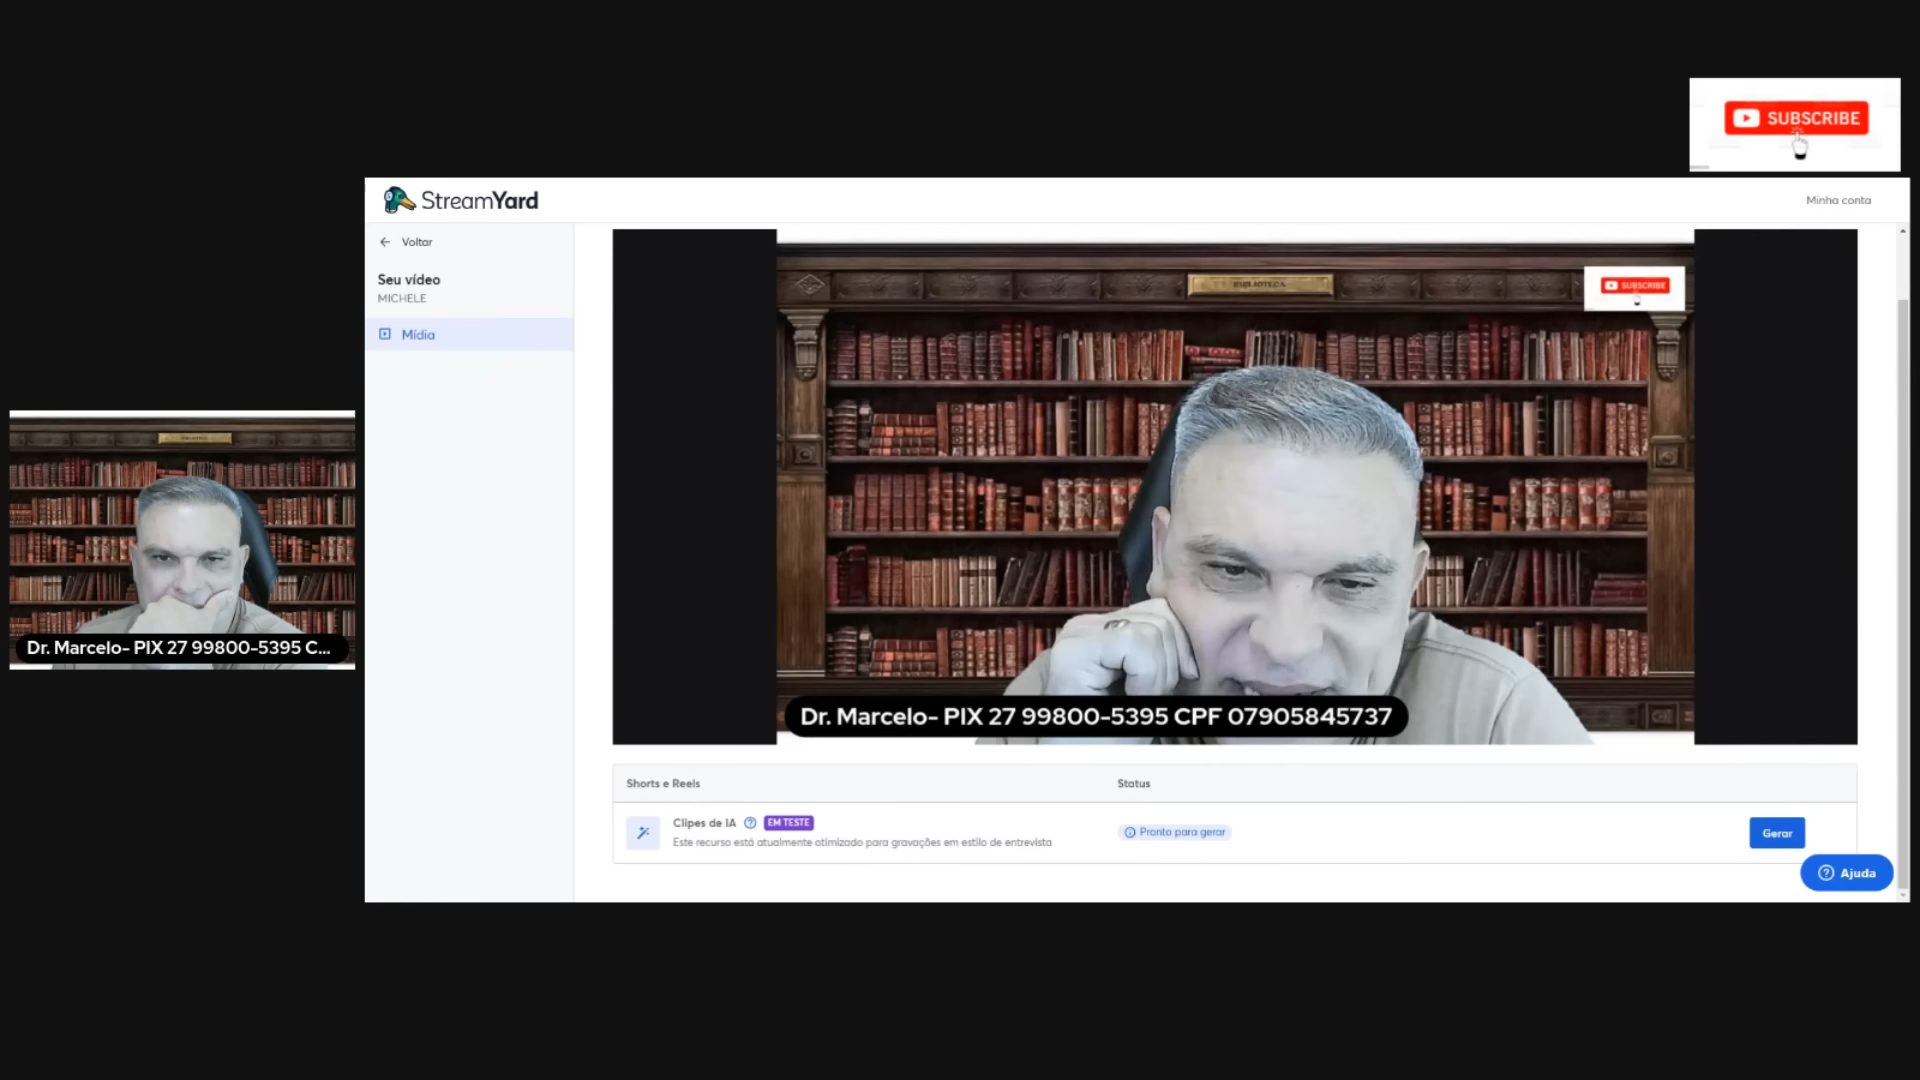 SUBSCRIBE
StreamYard
Minha conta
Voltar
Seu vídeo
MICHELE
Mídia
BIBLIOTECA
SUBSCRIBE
Dr. Marcelo- PIX 27 99800-5395 C...
Dr. Marcelo- PIX 27 99800-5395 CPF 07905845737
Shorts e Reels
Status
Clipes de IA
EM TESTE
Este recurso está atualmente otimizado para gravações em estilo de entrevista
Pronto para gerar
Gerar
Ajuda